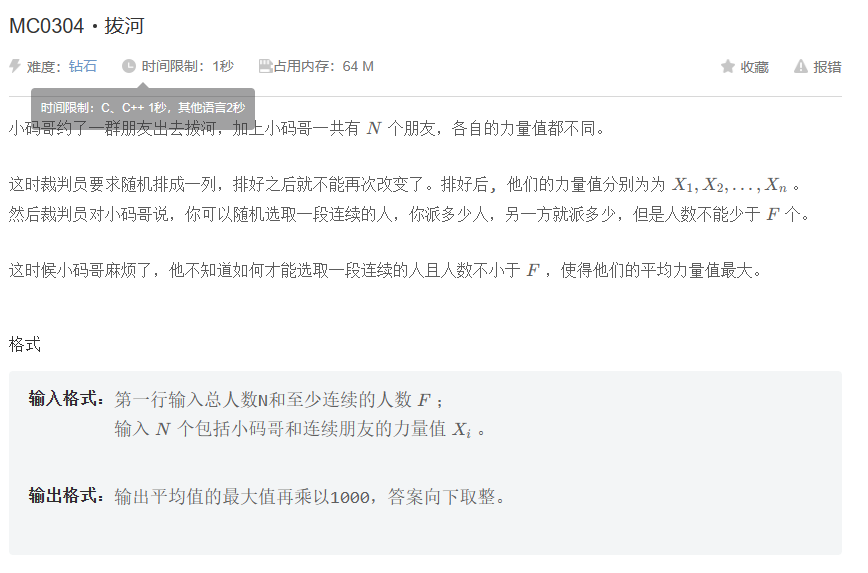 MC0304·拔河
难度：钻石 时间限制：1秒 占用内存：64 M 收藏 报错
时间限制：C、C++ 1秒，其他语言2秒
小码哥约了一群朋友出去拔河，加上小码哥一共有 N 个朋友，各自的力量值都不同。
这时裁判员要求随机排成一列，排好之后就不能再次改变了。排好后，他们的力量值分别为为 X₁, X₂, …, Xₙ 。
然后裁判员对小码哥说，你可以随机选取一段连续的人，你派多少人，另一方就派多少，但是人数不能少于 F 个。
这时候小码哥麻烦了，他不知道如何才能选取一段连续的人且人数不小于 F ，使得他们的平均力量值最大。
格式
输入格式：第一行输入总人数N和至少连续的人数 F ；
输入 N 个包括小码哥和连续朋友的力量值 Xᵢ 。
输出格式：输出平均值的最大值再乘以1000，答案向下取整。